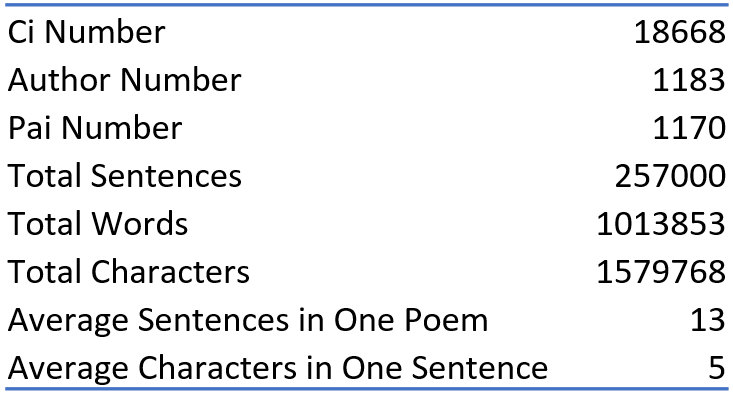 Ci Number 18668
Author Number 1183
Pai Number 1170
Total Sentences 257000
Total Words 1013853
Total Characters 1579768
Average Sentences in One Poem 13
Average Characters in One Sentence 5